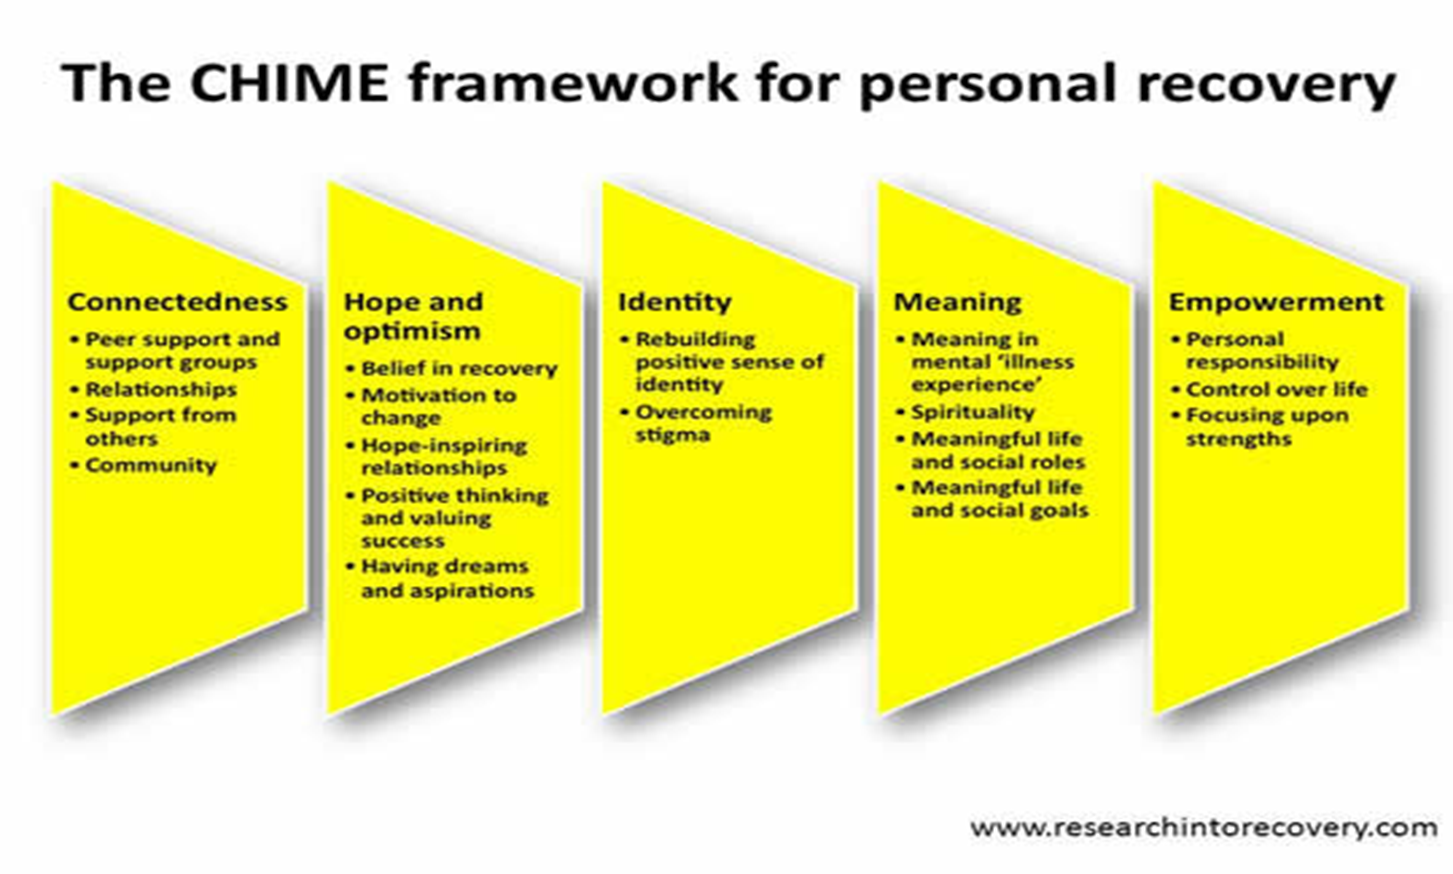 The CHIME framework for personal recovery
Connectedness
• Peer support and
support groups
• Relationships
• Support from
others
• Community
Hope and
optimism
• Belief in recovery
• Motivation to
change
• Hope-inspiring
relationships
• Positive thinking
and valuing
success
• Having dreams
and aspirations
Identity
• Rebuilding
positive sense of
identity
• Overcoming
stigma
Meaning
• Meaning in
mental ‘illness
experience’
• Spirituality
• Meaningful life
and social roles
• Meaningful life
and social goals
Empowerment
• Personal
responsibility
• Control over life
• Focusing upon
strengths
www.researchintorecovery.com